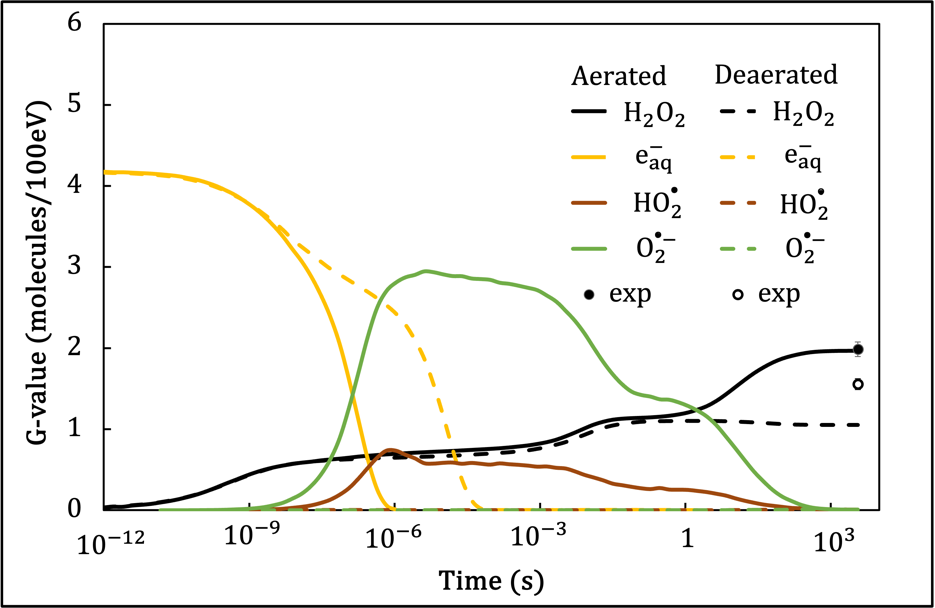 G-value (molecules/100eV)
6
5
4
3
2
1
0
Aerated Deaerated
H₂O₂ H₂O₂
e⁻aq e⁻aq
HO₂• HO₂•
O₂•− O₂•−
exp exp
10⁻¹² 10⁻⁹ 10⁻⁶ 10⁻³ 1 10³
Time (s)